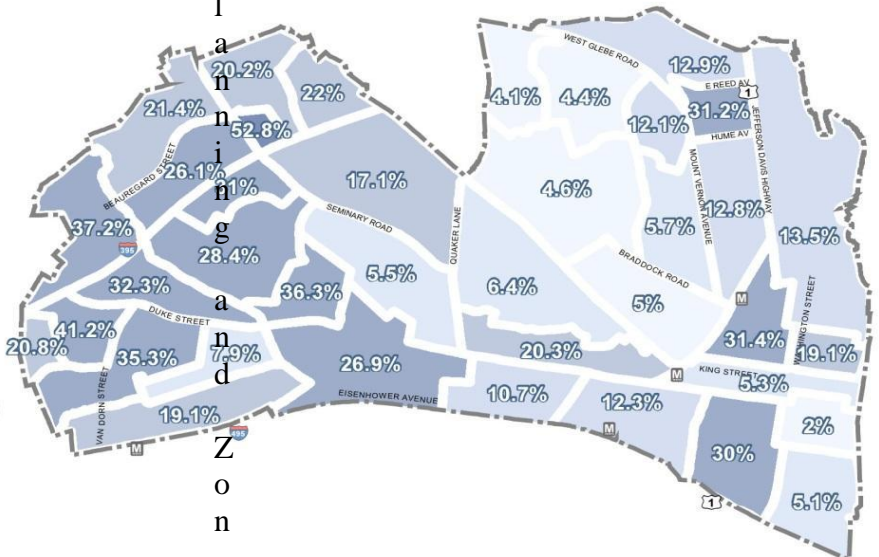 l
a
n
n
i
n
g
a
n
d
Z
o
n
WEST GLEBE ROAD
12.9%
20.2%
22%
E REED AV
1
4.1%
4.4%
21.4%
31.2%
52.8%
12.1%
HUME AV
JEFFERSON DAVIS HIGHWAY
BEAUREGARD STREET
26.1%
17.1%
4.6%
MOUNT VERNON AVENUE
12.8%
SEMINARY ROAD
QUAKER LANE
5.7%
37.2%
395
28.4%
13.5%
BRADDOCK ROAD
5.5%
6.4%
32.3%
36.3%
5%
M
WASHINGTON STREET
DUKE STREET
41.2%
20.8%
35.3%
7.9%
26.9%
20.3%
31.4%
19.1%
KING STREET
M
5.3%
VAN DORN STREET
19.1%
EISENHOWER AVENUE
10.7%
12.3%
2%
495
M
M
30%
1
5.1%